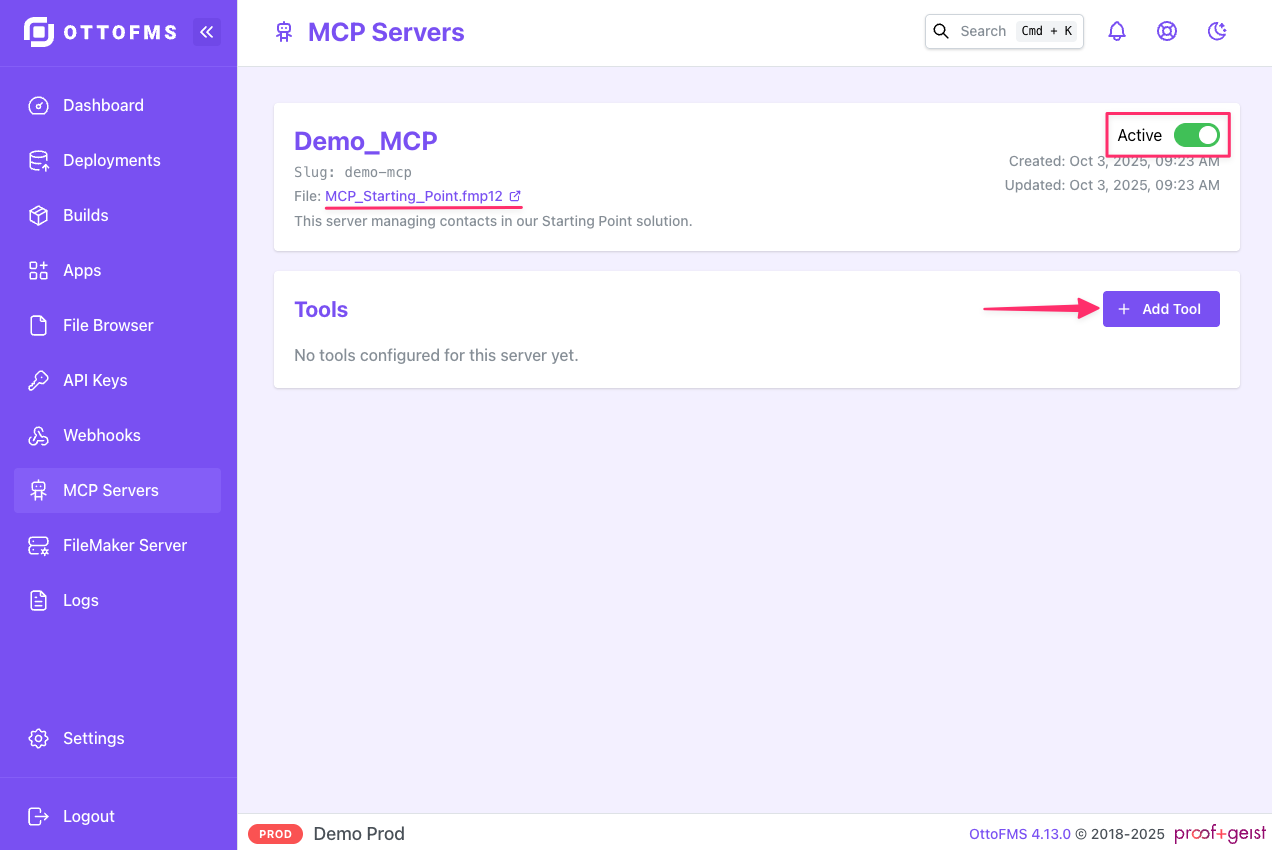 OTTOFMS
MCP Servers
Search Cmd + K
Dashboard
Deployments
Builds
Apps
File Browser
API Keys
Webhooks
MCP Servers
FileMaker Server
Logs
Settings
Logout
Demo_MCP
Active
Slug: demo-mcp
Created: Oct 3, 2025, 09:23 AM
File: MCP_Starting_Point.fmp12
Updated: Oct 3, 2025, 09:23 AM
This server managing contacts in our Starting Point solution.
Tools
+ Add Tool
No tools configured for this server yet.
PROD Demo Prod
OttoFMS 4.13.0 © 2018-2025 proof+geist